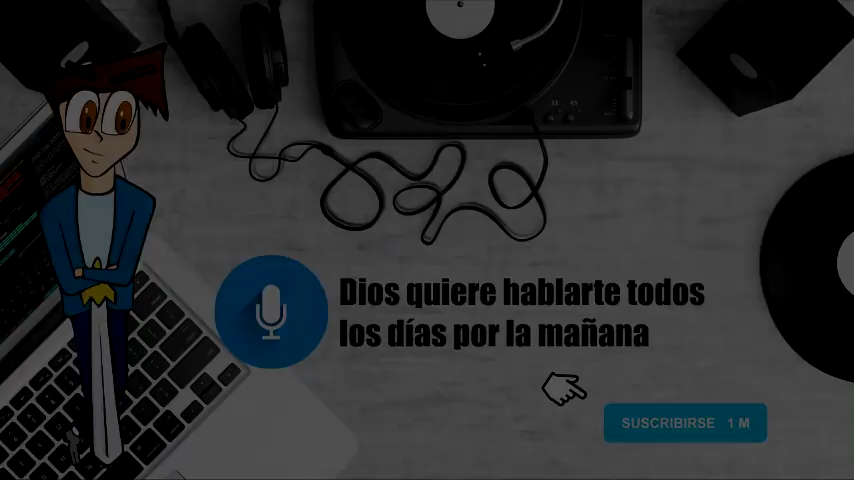 Dios quiere hablarte todos
los días por la mañana
SUSCRIBIRSE 1 M